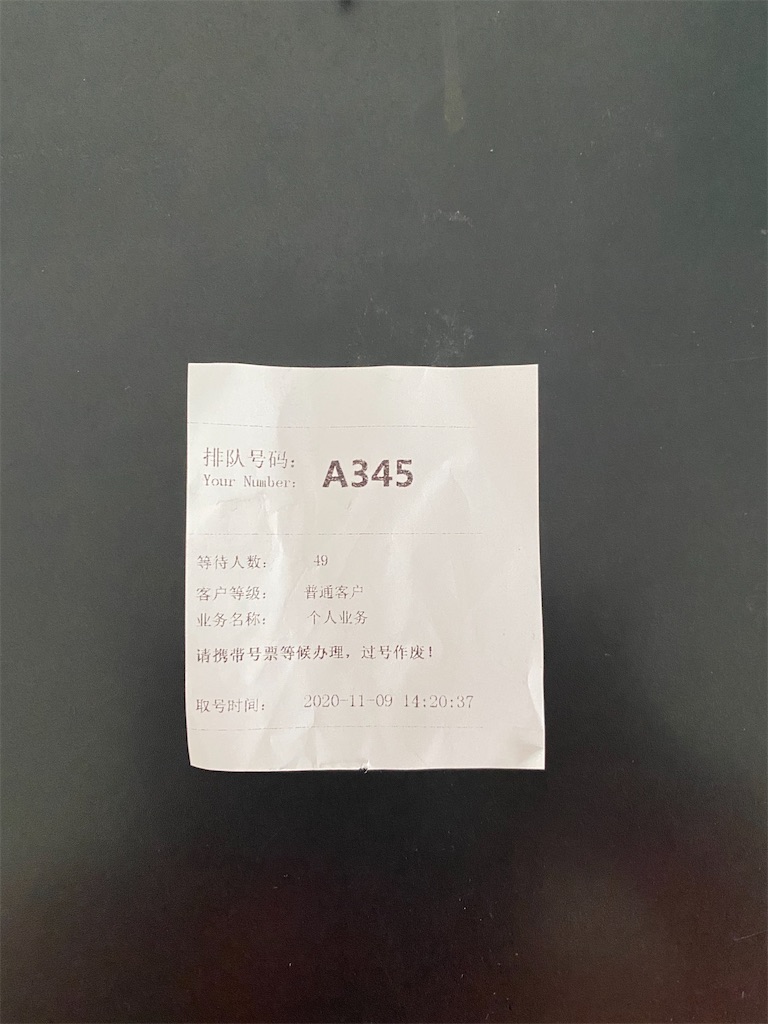 排队号码：
Your Number: A345
等待人数： 49
客户等级： 普通客户
业务名称： 个人业务
请携带号票等候办理，过号作废！
取号时间： 2020-11-09 14:20:37